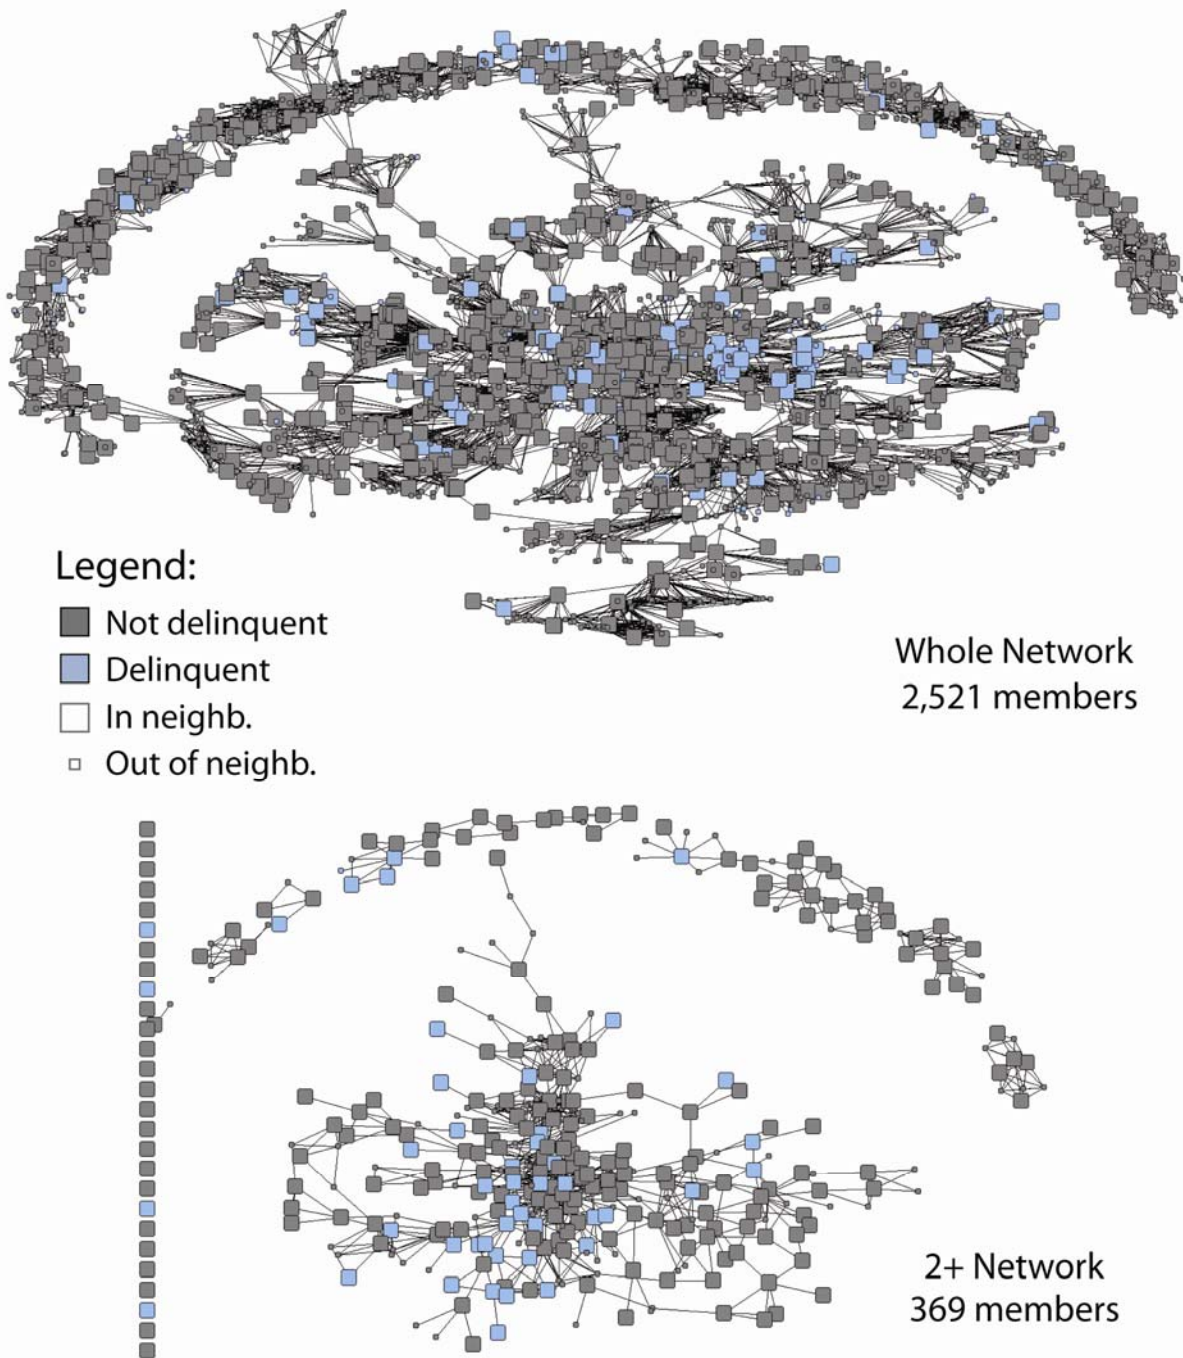 Legend:
Not delinquent
Delinquent
In neighb.
Out of neighb.
Whole Network
2,521 members
2+ Network
369 members